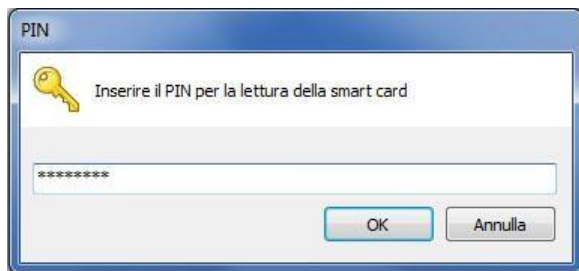 PIN
Inserire il PIN per la lettura della smart card
********
OK
Annulla